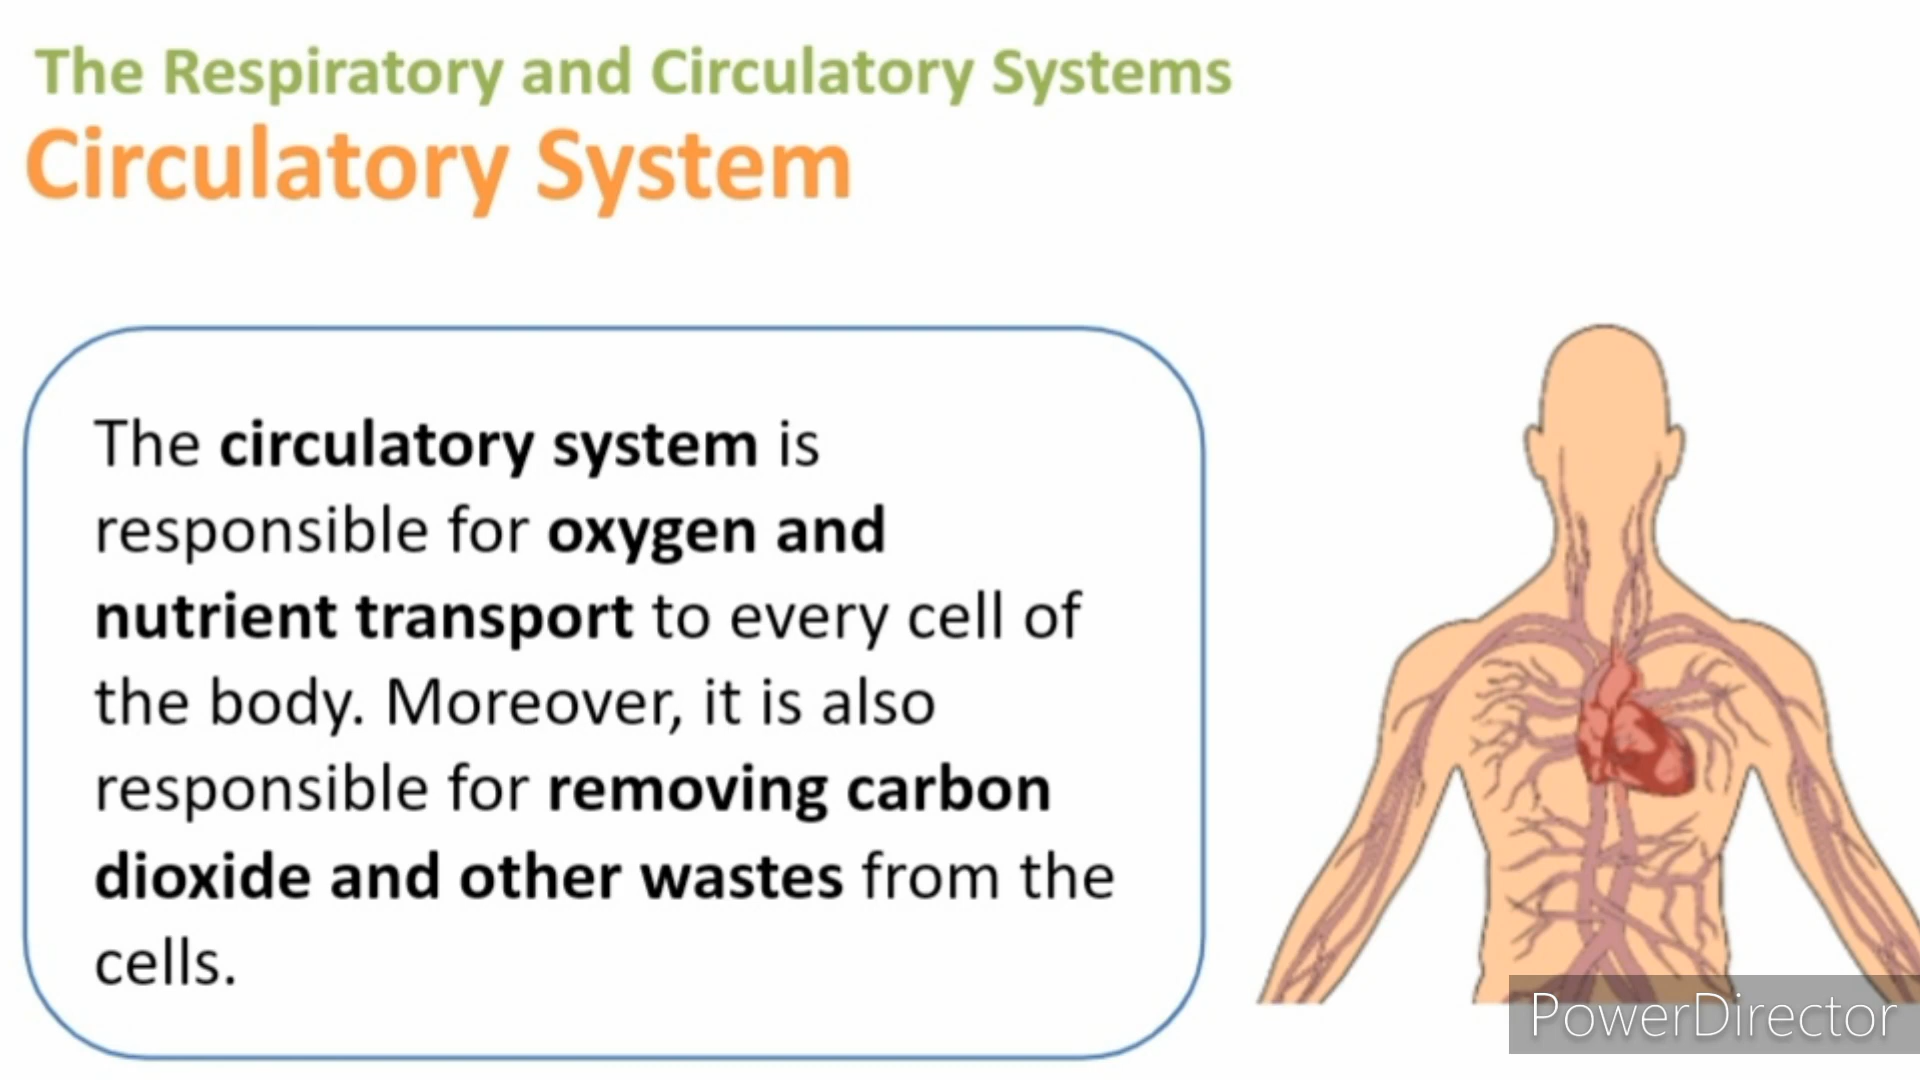 The Respiratory and Circulatory Systems
Circulatory System
The circulatory system is
responsible for oxygen and
nutrient transport to every cell of
the body. Moreover, it is also
responsible for removing carbon
dioxide and other wastes from the
cells.
PowerDirector